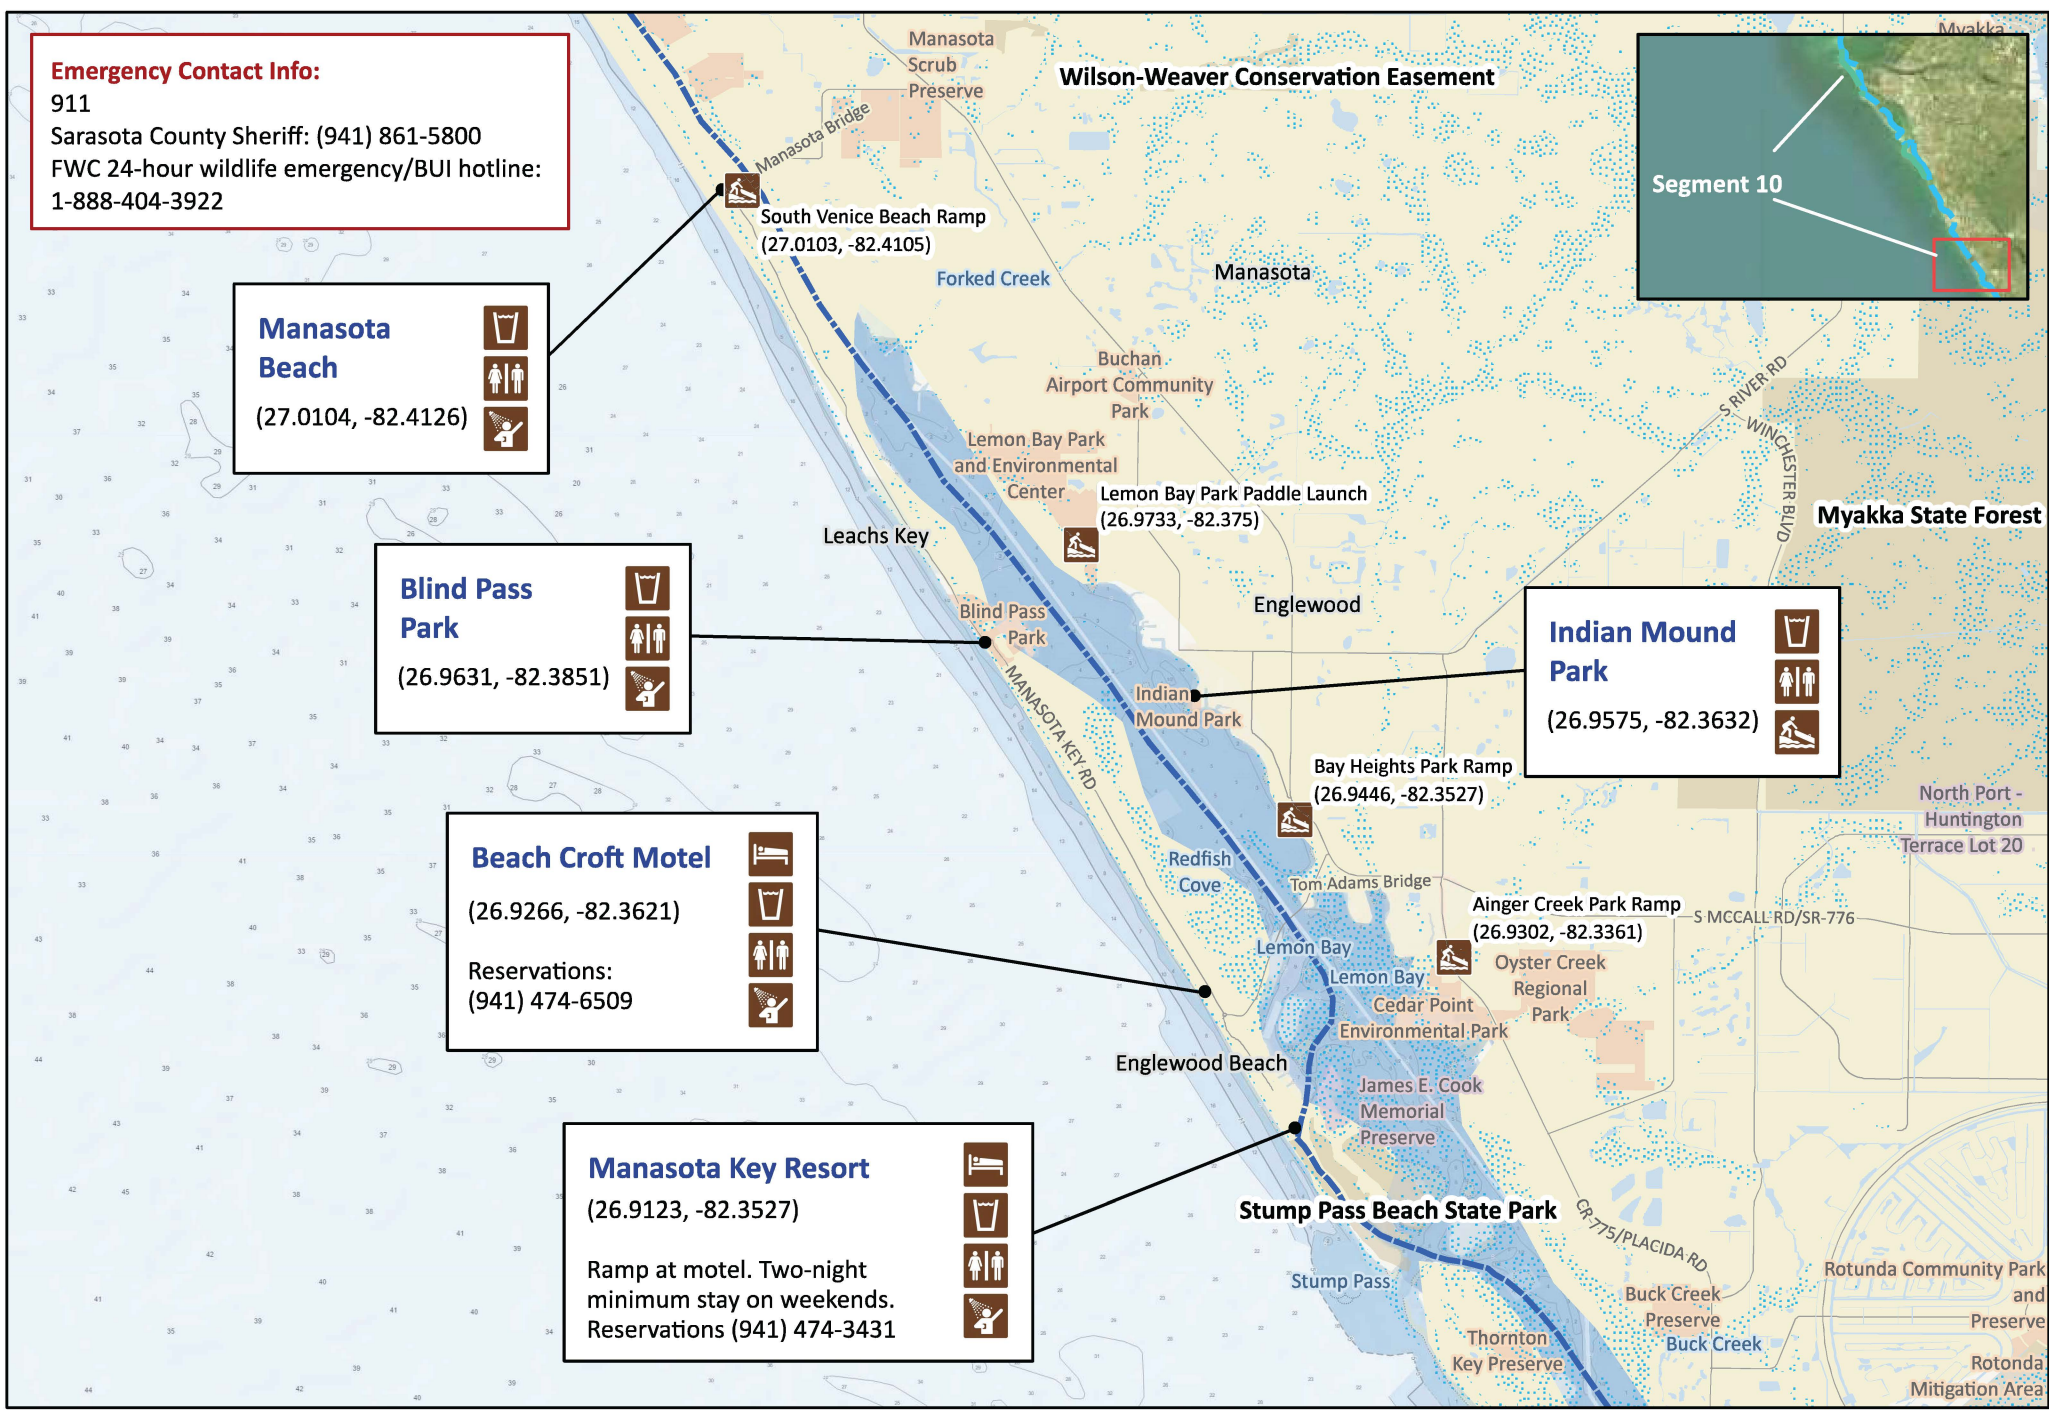 Emergency Contact Info:
911
Sarasota County Sheriff: (941) 861-5800
FWC 24-hour wildlife emergency/BUI hotline:
1-888-404-3922
Manasota
Scrub
Preserve
Wilson-Weaver Conservation Easement
Myakka
Segment 10
Manasota Bridge
South Venice Beach Ramp
(27.0103, -82.4105)
Forked Creek
Manasota
Manasota
Beach
(27.0104, -82.4126)
Buchan
Airport Community
Park
S RIVER RD
WINCHESTER BLVD
Lemon Bay Park
and Environmental
Center
Lemon Bay Park Paddle Launch
(26.9733, -82.375)
Myakka State Forest
Leachs Key
Blind Pass
Park
(26.9631, -82.3851)
Blind Pass
Park
Englewood
Indian Mound
Park
(26.9575, -82.3632)
MANASOTA KEY RD
Indian
Mound Park
Bay Heights Park Ramp
(26.9446, -82.3527)
North Port -
Huntington
Terrace Lot 20
Beach Croft Motel
(26.9266, -82.3621)
Reservations:
(941) 474-6509
Redfish
Cove
Tom Adams Bridge
Ainger Creek Park Ramp
(26.9302, -82.3361)
S MCCALL RD/SR-776
Lemon Bay
Lemon Bay
Oyster Creek
Regional
Park
Cedar Point
Environmental Park
Englewood Beach
James E. Cook
Memorial
Preserve
Manasota Key Resort
(26.9123, -82.3527)
Ramp at motel. Two-night
minimum stay on weekends.
Reservations (941) 474-3431
Stump Pass Beach State Park
CR-775/PLACIDA RD
Stump Pass
Rotunda Community Park
and
Preserve
Buck Creek
Preserve
Buck Creek
Thornton
Key Preserve
Rotonda
Mitigation Area